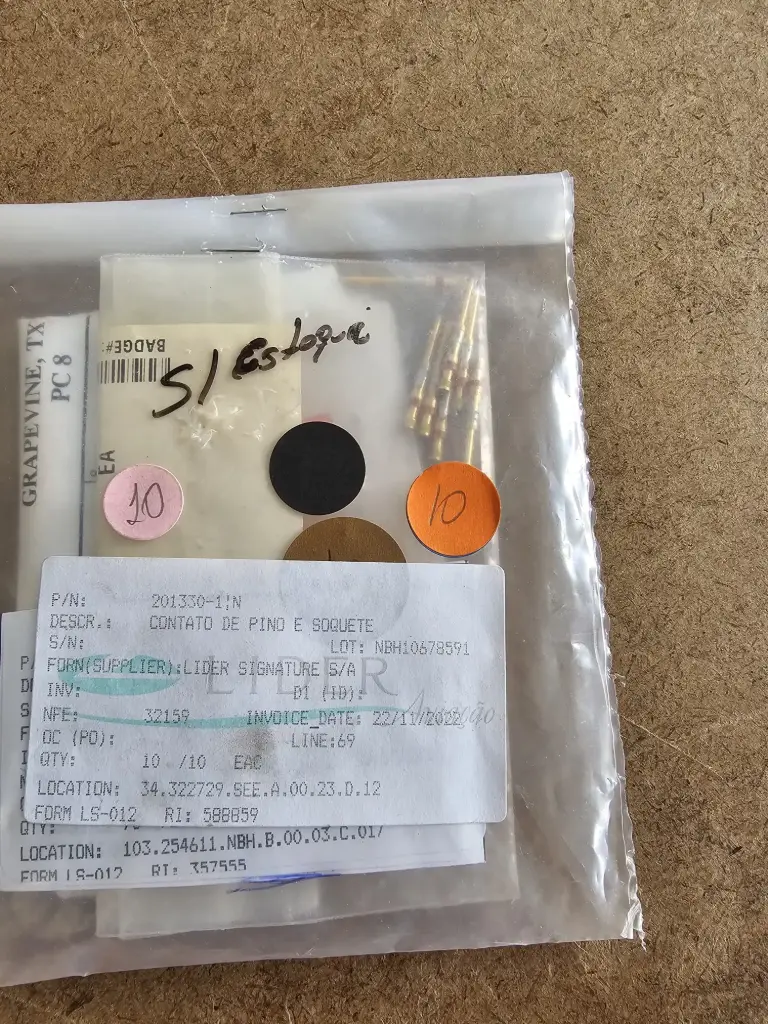 GRAPEVINE, TX
PC 8
BADGE#:
EA
S/ Estoque
10
10
P/N: 201330-1¦N
DESCR.: CONTATO DE PINO E SOQUETE
S/N: LOT: NBH10678591
FORN(SUPPLIER):LIDER SIGNATURE S/A
LIDER
Aviação
INV: DI (ID):
NFE: 32159 INVOICE_DATE: 22/11/2022
OC (PO): LINE:69
QTY: 10 /10 EAC
LOCATION: 34.322729.SEE.A.00.23.D.12
FORM LS-012 RI: 588859
QTY:
LOCATION: 103.254611.NBH.B.00.03.C.017
FORM LS-012 RI: 357555